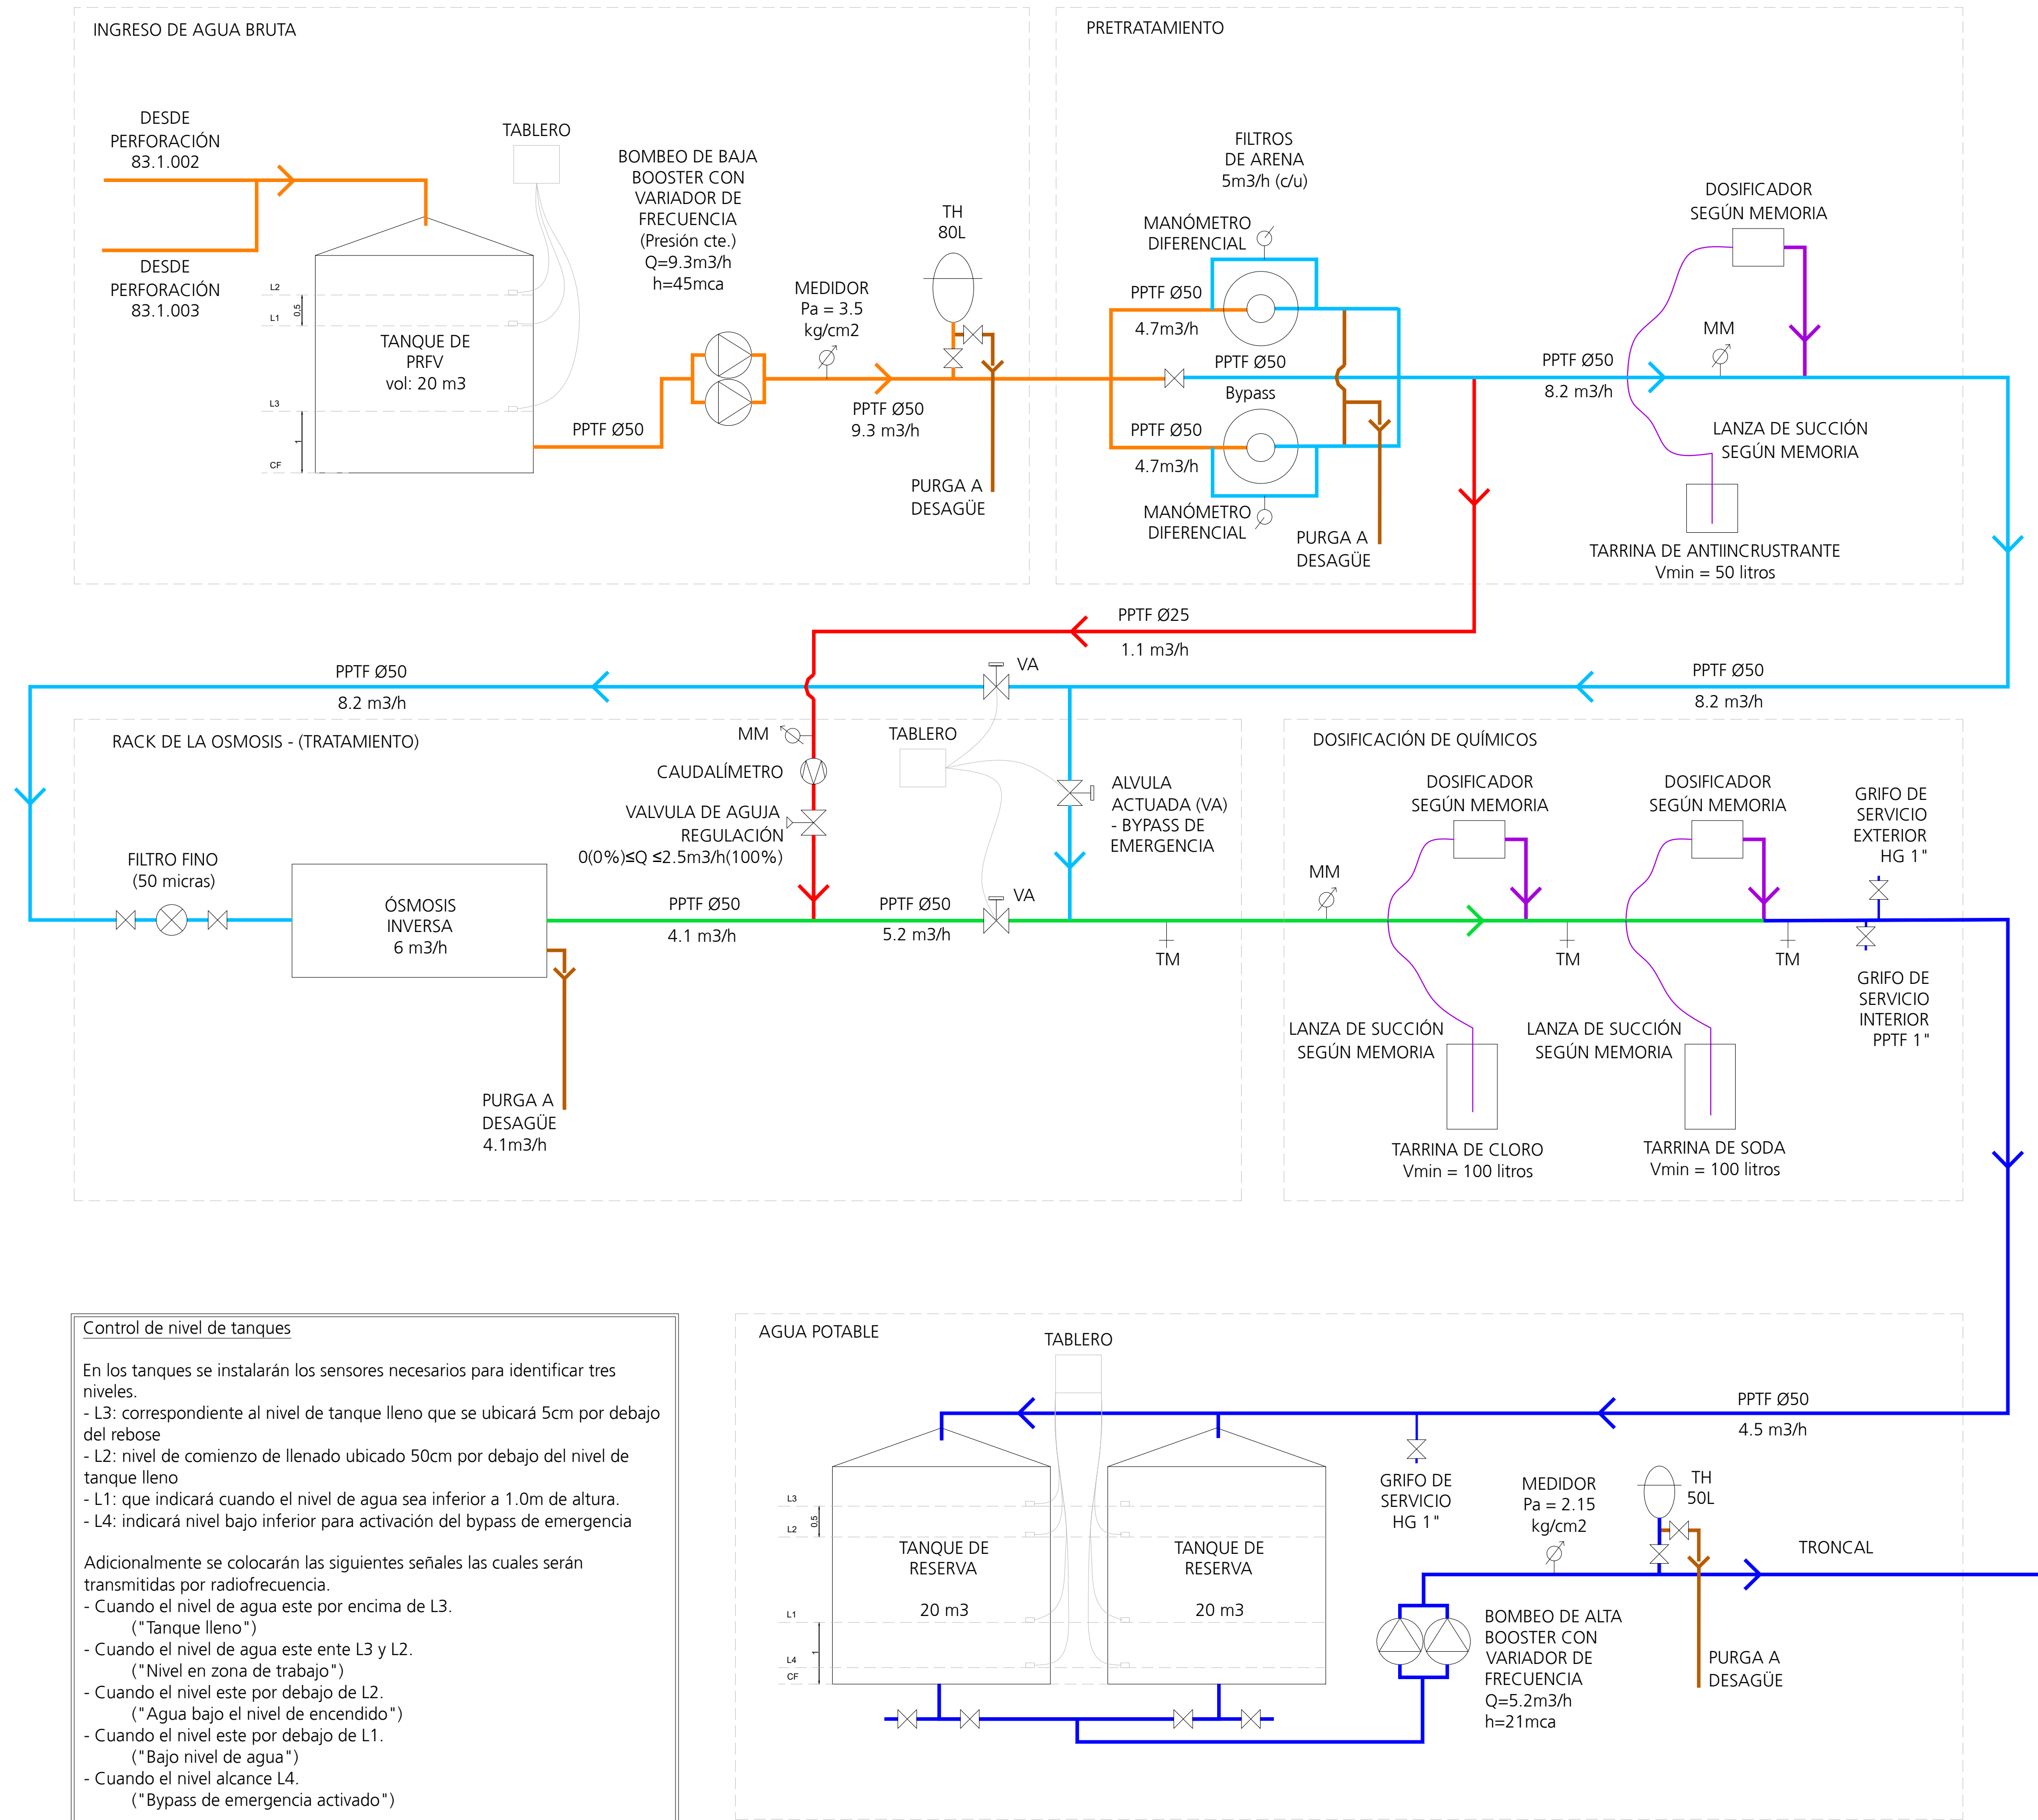 INGRESO DE AGUA BRUTA
DESDE
PERFORACIÓN
83.1.002
DESDE
PERFORACIÓN
83.1.003
TABLERO
L2
L1
0,5
L3
1
CF
TANQUE DE
PRFV
vol: 20 m3
PPTF Ø50
BOMBEO DE BAJA
BOOSTER CON
VARIADOR DE
FRECUENCIA
(Presión cte.)
Q=9.3m3/h
h=45mca
MEDIDOR
Pa = 3.5
kg/cm2
TH
80L
PPTF Ø50
9.3 m3/h
PURGA A
DESAGÜE
PRETRATAMIENTO
FILTROS
DE ARENA
5m3/h (c/u)
MANÓMETRO
DIFERENCIAL
PPTF Ø50
4.7m3/h
PPTF Ø50
Bypass
PPTF Ø50
4.7m3/h
MANÓMETRO
DIFERENCIAL
PURGA A
DESAGÜE
DOSIFICADOR
SEGÚN MEMORIA
MM
PPTF Ø50
8.2 m3/h
LANZA DE SUCCIÓN
SEGÚN MEMORIA
TARRINA DE ANTIINCRUSTRANTE
Vmin = 50 litros
PPTF Ø25
1.1 m3/h
PPTF Ø50
8.2 m3/h
VA
PPTF Ø50
8.2 m3/h
RACK DE LA OSMOSIS - (TRATAMIENTO)
MM
CAUDALÍMETRO
VALVULA DE AGUJA
REGULACIÓN
0(0%)≤Q ≤2.5m3/h(100%)
TABLERO
ALVULA
ACTUADA (VA)
- BYPASS DE
EMERGENCIA
FILTRO FINO
(50 micras)
ÓSMOSIS
INVERSA
6 m3/h
PPTF Ø50
4.1 m3/h
PPTF Ø50
5.2 m3/h
VA
TM
PURGA A
DESAGÜE
4.1m3/h
DOSIFICACIÓN DE QUÍMICOS
DOSIFICADOR
SEGÚN MEMORIA
DOSIFICADOR
SEGÚN MEMORIA
GRIFO DE
SERVICIO
EXTERIOR
HG 1"
MM
TM
TM
GRIFO DE
SERVICIO
INTERIOR
PPTF 1"
LANZA DE SUCCIÓN
SEGÚN MEMORIA
LANZA DE SUCCIÓN
SEGÚN MEMORIA
TARRINA DE CLORO
Vmin = 100 litros
TARRINA DE SODA
Vmin = 100 litros
Control de nivel de tanques
En los tanques se instalarán los sensores necesarios para identificar tres
niveles.
- L3: correspondiente al nivel de tanque lleno que se ubicará 5cm por debajo
del rebose
- L2: nivel de comienzo de llenado ubicado 50cm por debajo del nivel de
tanque lleno
- L1: que indicará cuando el nivel de agua sea inferior a 1.0m de altura.
- L4: indicará nivel bajo inferior para activación del bypass de emergencia
Adicionalmente se colocarán las siguientes señales las cuales serán
transmitidas por radiofrecuencia.
- Cuando el nivel de agua este por encima de L3.
("Tanque lleno")
- Cuando el nivel de agua este ente L3 y L2.
("Nivel en zona de trabajo")
- Cuando el nivel este por debajo de L2.
("Agua bajo el nivel de encendido")
- Cuando el nivel este por debajo de L1.
("Bajo nivel de agua")
- Cuando el nivel alcance L4.
("Bypass de emergencia activado")
AGUA POTABLE
TABLERO
PPTF Ø50
4.5 m3/h
L3
0,5
L2
L1
1
L4
CF
TANQUE DE
RESERVA
20 m3
TANQUE DE
RESERVA
20 m3
GRIFO DE
SERVICIO
HG 1"
MEDIDOR
Pa = 2.15
kg/cm2
TH
50L
TRONCAL
BOMBEO DE ALTA
BOOSTER CON
VARIADOR DE
FRECUENCIA
Q=5.2m3/h
h=21mca
PURGA A
DESAGÜE